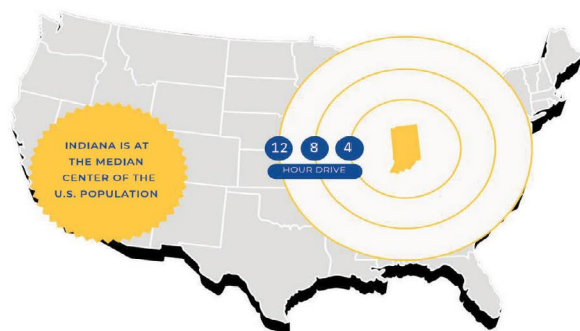 INDIANA IS AT
THE MEDIAN
CENTER OF THE
U.S. POPULATION
12 8 4
HOUR DRIVE